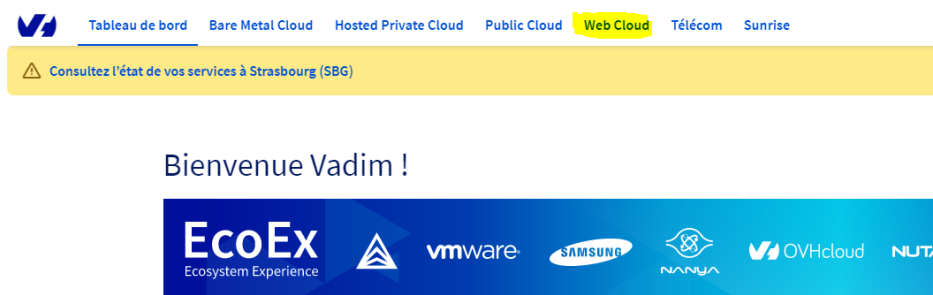 Tableau de bord Bare Metal Cloud Hosted Private Cloud Public Cloud Web Cloud Télécom Sunrise
Consultez l'état de vos services à Strasbourg (SBG)
Bienvenue Vadim !
EcoEx
Ecosystem Experience
vmware
SAMSUNG
NANYA
OVHcloud
NUTA